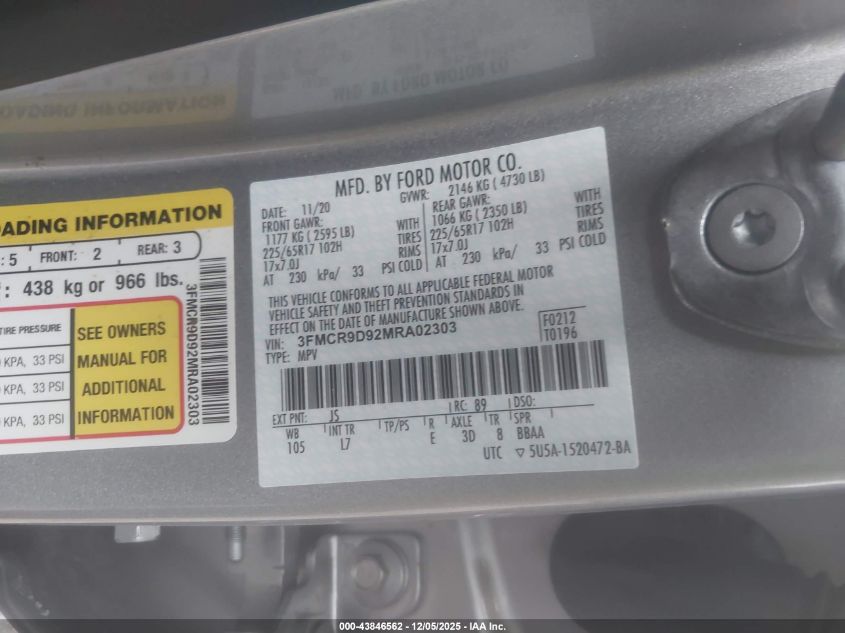 MFD. BY FORD MOTOR CO.
DATE: 11/20 GVWR: 2146 KG ( 4730 LB)
FRONT GAWR: REAR GAWR:
1177 KG ( 2595 LB) WITH 1066 KG ( 2350 LB) WITH
225/65R17 102H TIRES 225/65R17 102H TIRES
17x7.0J RIMS 17x7.0J RIMS
AT 230 kPa/ 33 PSI COLD AT 230 kPa/ 33 PSI COLD
THIS VEHICLE CONFORMS TO ALL APPLICABLE FEDERAL MOTOR
VEHICLE SAFETY AND THEFT PREVENTION STANDARDS IN
EFFECT ON THE DATE OF MANUFACTURE SHOWN ABOVE.
VIN: 3FMCR9D92MRA02303 F0212
TYPE: MPV T0196
EXT PNT: JS RC: 89 DSO:
WB INT TR TP/PS R AXLE TR SPR
105 L7 E 3D 8 BBAA
UTC ▽ 5U5A-1520472-BA
OADING INFORMATION
: 5 FRONT: 2 REAR: 3
: 438 kg or 966 lbs.
3FMCR9D92MRA02303
TIRE PRESSURE SEE OWNERS
KPA, 33 PSI MANUAL FOR
KPA, 33 PSI ADDITIONAL
KPA, 33 PSI INFORMATION
000-43846562 - 12/05/2025 - IAA Inc.